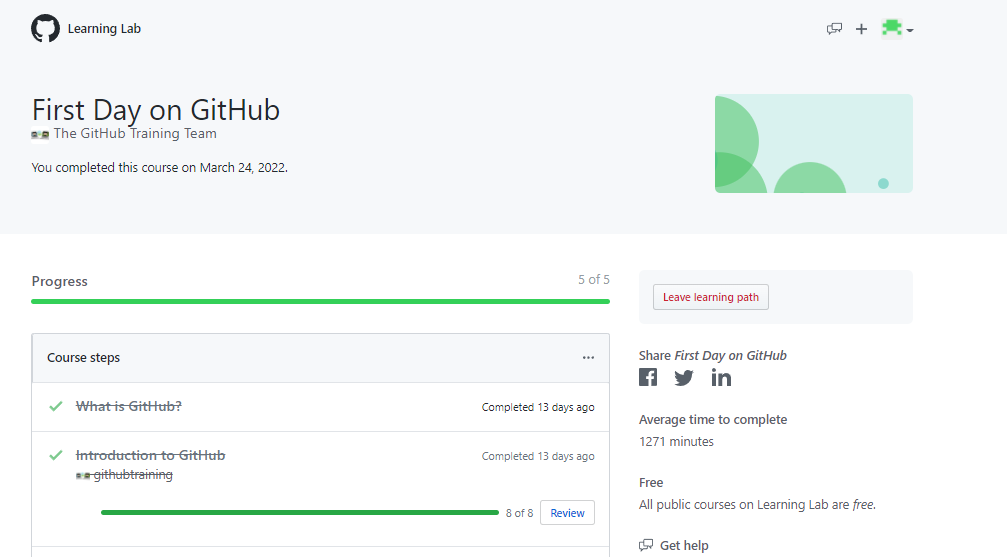 Learning Lab
First Day on GitHub
The GitHub Training Team
You completed this course on March 24, 2022.
Progress
5 of 5
Course steps
What is GitHub?
Completed 13 days ago
Introduction to GitHub
Completed 13 days ago
githubtraining
8 of 8
Review
Leave learning path
Share First Day on GitHub
Average time to complete
1271 minutes
Free
All public courses on Learning Lab are free.
Get help